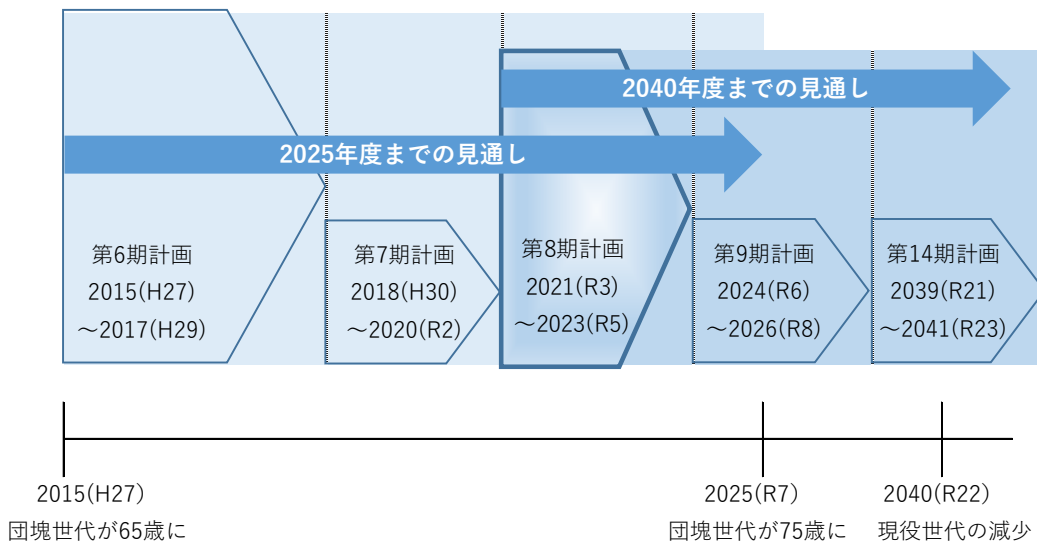 2040年度までの見通し
2025年度までの見通し
第6期計画
2015(H27)
～2017(H29)
第7期計画
2018(H30)
～2020(R2)
第8期計画
2021(R3)
～2023(R5)
第9期計画
2024(R6)
～2026(R8)
第14期計画
2039(R21)
～2041(R23)
2015(H27)
団塊世代が65歳に
2025(R7)
団塊世代が75歳に
2040(R22)
現役世代の減少